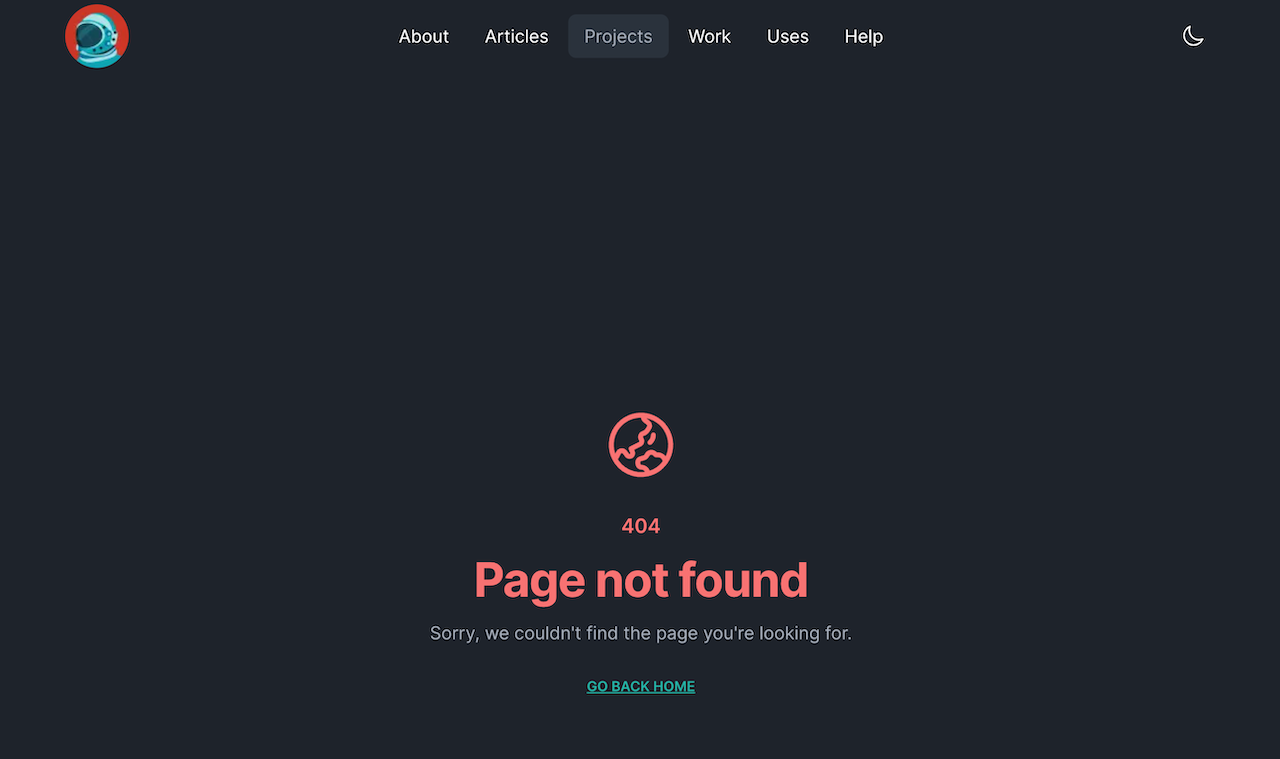 About Articles Projects Work Uses Help
404
Page not found
Sorry, we couldn't find the page you're looking for.
GO BACK HOME